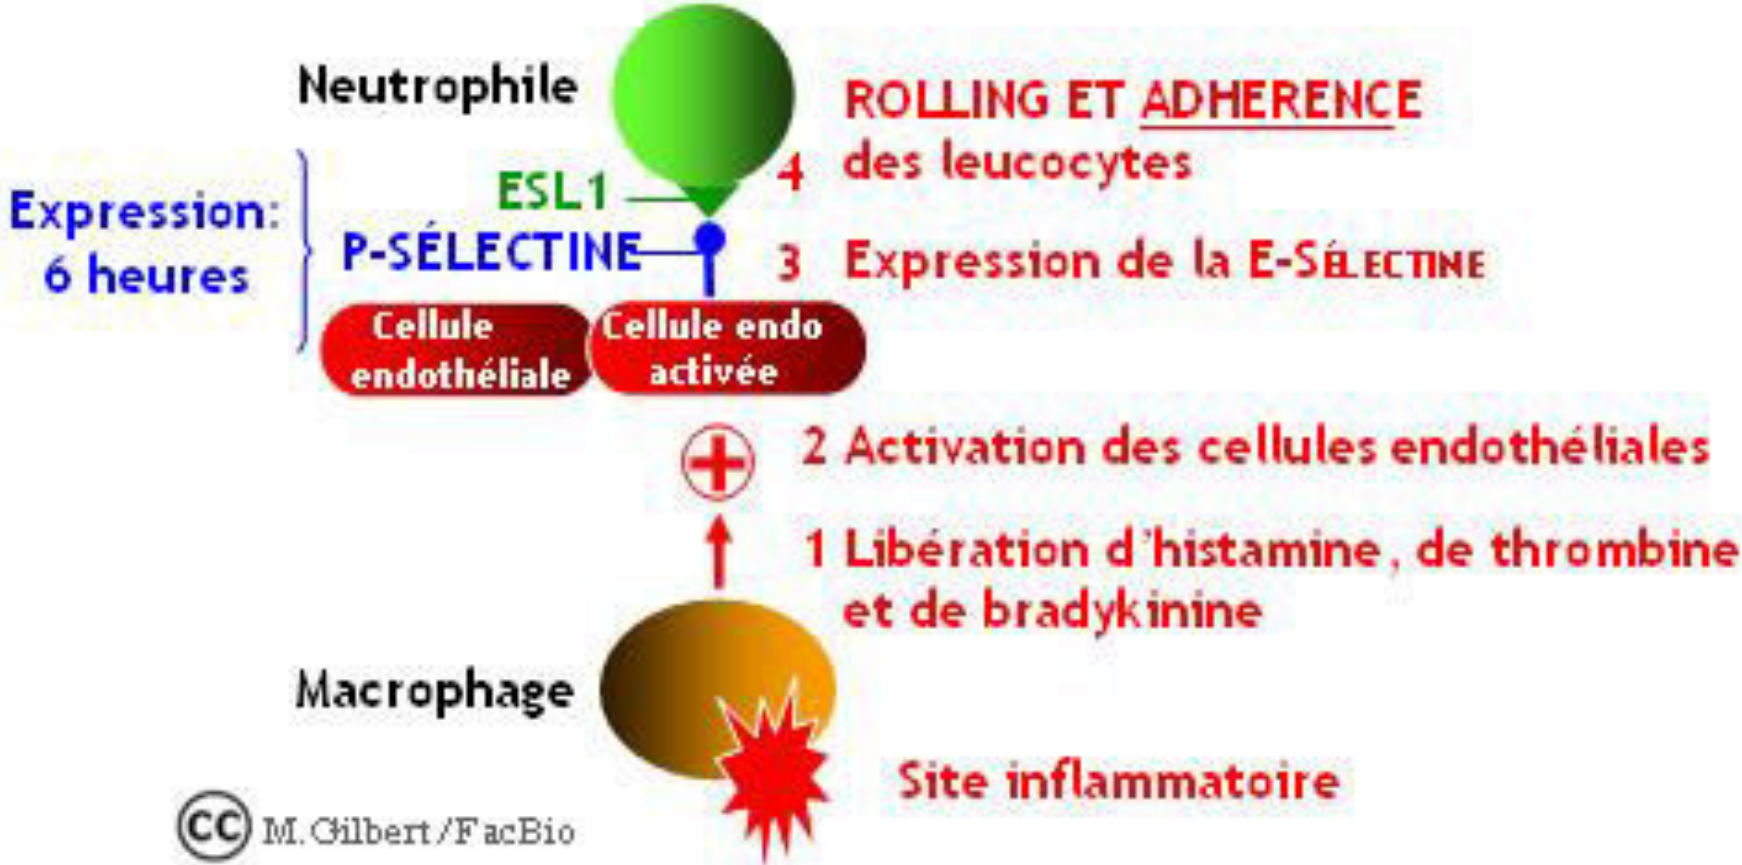 Neutrophile
ROLLING ET ADHERENCE
4 des leucocytes
ESL1
Expression:
6 heures
P-SÉLECTINE
3 Expression de la E-SÉLECTINE
Cellule
endothéliale
Cellule endo
activée
2 Activation des cellules endothéliales
1 Libération d'histamine, de thrombine
et de bradykinine
Macrophage
Site inflammatoire
CC M.Gilbert/FacBio